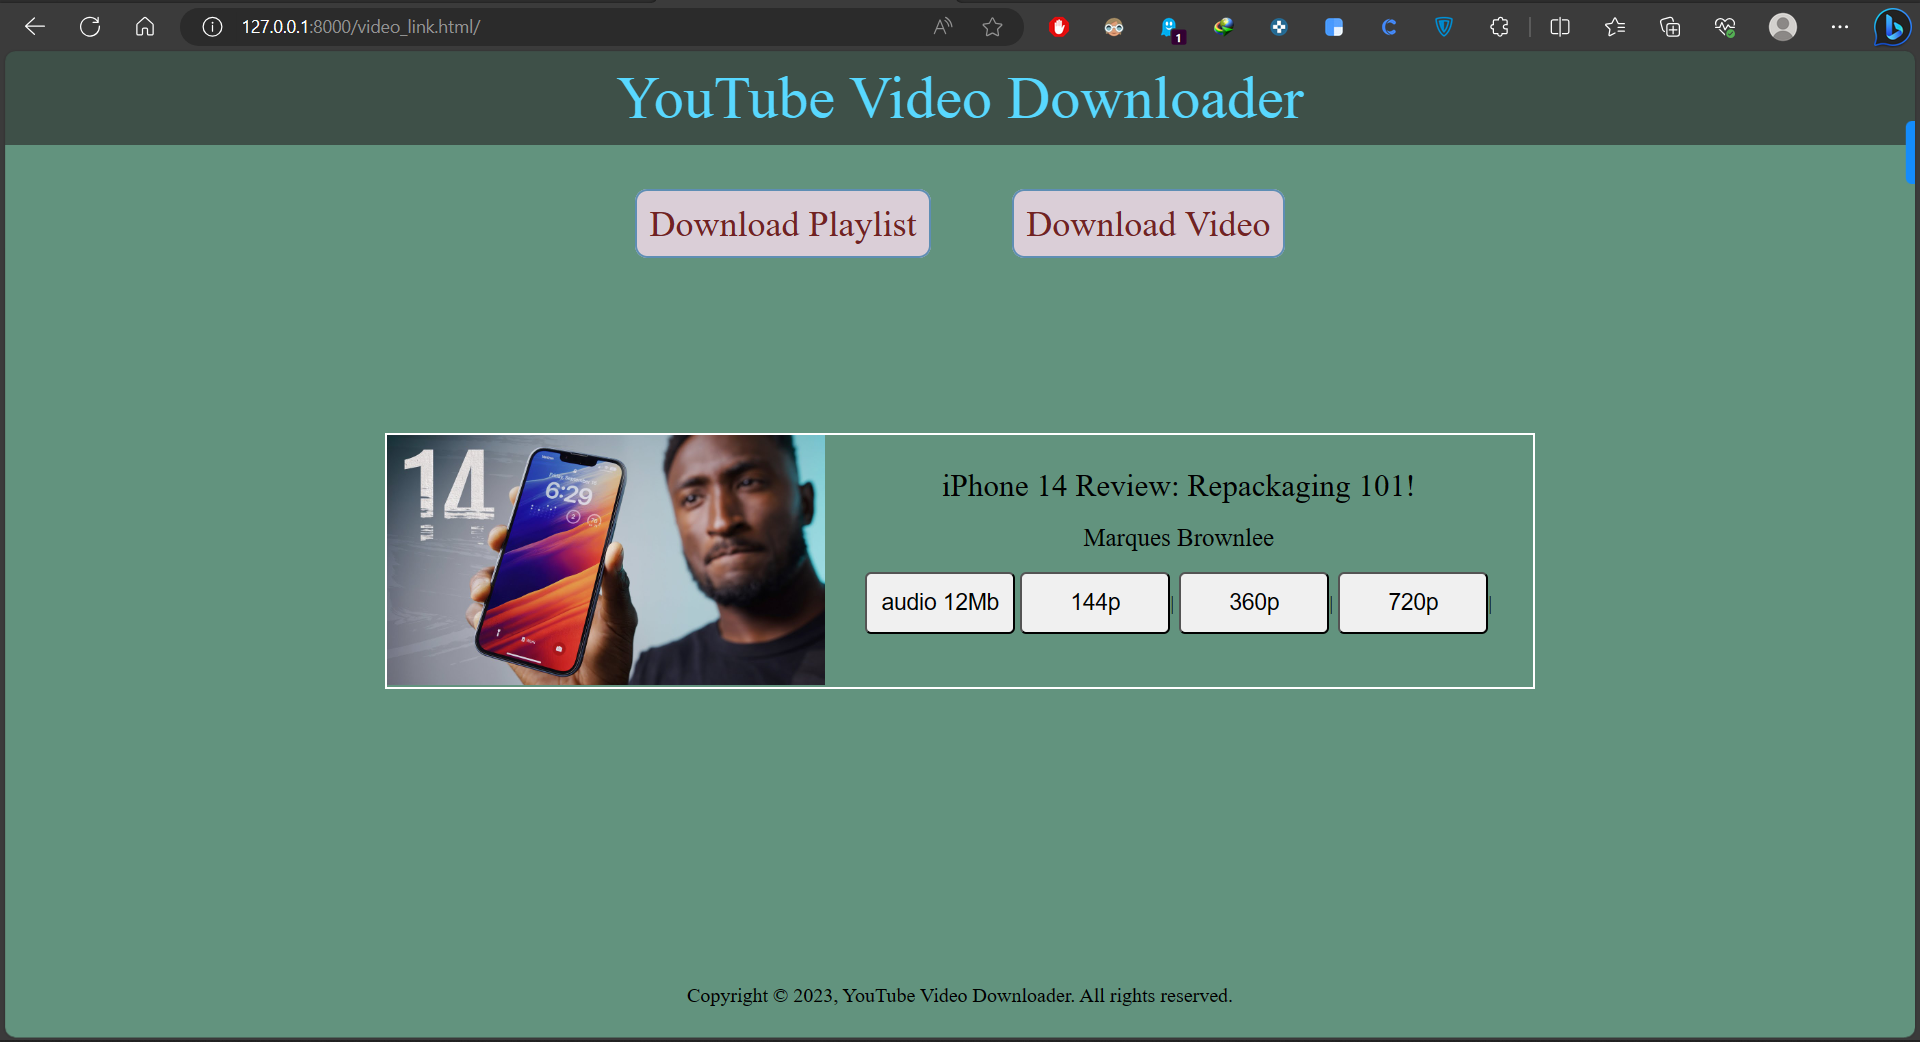 127.0.0.1:8000/video_link.html/
1
YouTube Video Downloader
Download Playlist
Download Video
14
6:29
iPhone 14 Review: Repackaging 101!
Marques Brownlee
audio 12Mb
144p
|
360p
|
720p
|
Copyright © 2023, YouTube Video Downloader. All rights reserved.